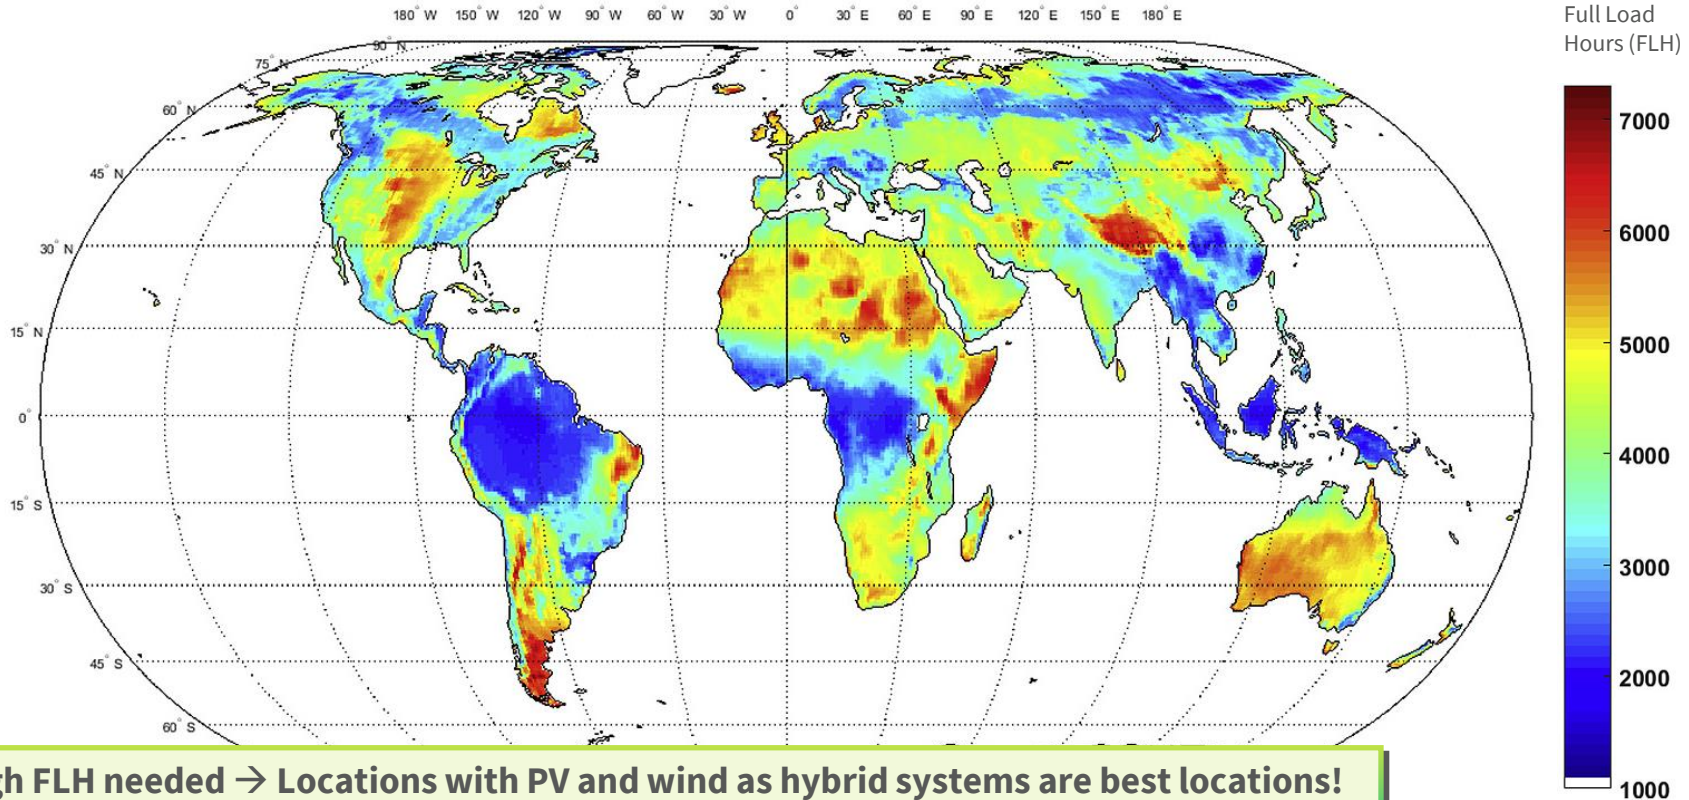 180° W 150° W 120° W 90° W 60° W 30° W 0° 30° E 60° E 90° E 120° E 150° E 180° E
Full Load
Hours (FLH)
90° N
75° N
60° N
45° N
30° N
15° N
0°
15° S
30° S
45° S
60° S
7000
6000
5000
4000
3000
2000
1000
gh FLH needed → Locations with PV and wind as hybrid systems are best locations!